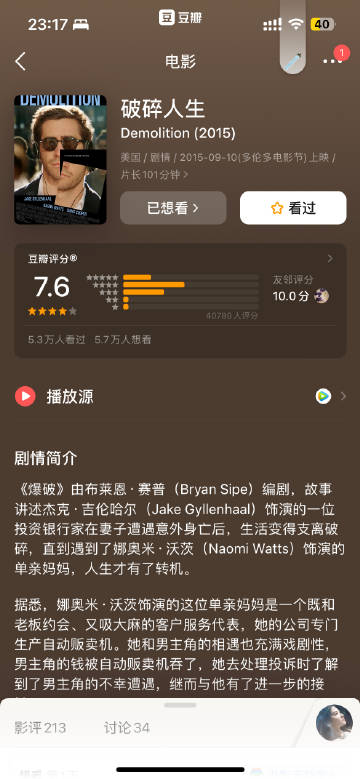 23:17
豆 豆瓣
40
电影
1
DEMOLITION
JAKE GYLLENHAAL
破碎人生
Demolition (2015)
美国 / 剧情 / 2015-09-10(多伦多电影节) 上映 /
片长101分钟
已想看
看过
豆瓣评分®
7.6
40780人评分
友邻评分
10.0 分
5.3万人看过 5.7万人想看
播放源
剧情简介
《爆破》由布莱恩·赛普（Bryan Sipe）编剧，故事
讲述杰克·吉伦哈尔（Jake Gyllenhaal）饰演的一位
投资银行家在妻子遭遇意外身亡后，生活变得支离破
碎，直到遇到了娜奥米·沃茨（Naomi Watts）饰演的
单亲妈妈，人生才有了转机。
据悉，娜奥米·沃茨饰演的这位单亲妈妈是一个既和
老板约会、又吸大麻的客户服务代表，她的公司专门
生产自动贩卖机。她和男主角的相遇也充满戏剧性，
男主角的钱被自动贩卖机吞了，她去处理投诉时了解
到了男主角的不幸遭遇，继而与他有了进一步的接
影评 213
讨论 34